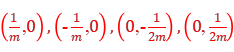 (1/m,0), (-1/m,0), (0,-1/2m), (0, 1/2m)